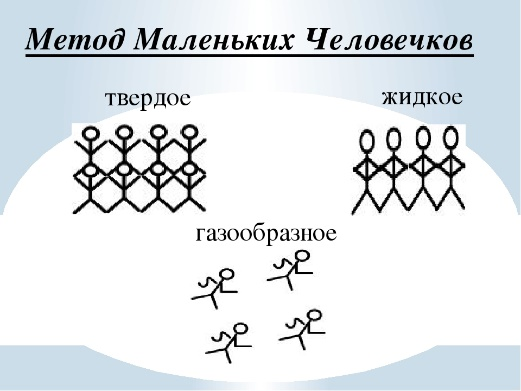 Метод Маленьких Человечков
твердое
жидкое
газообразное